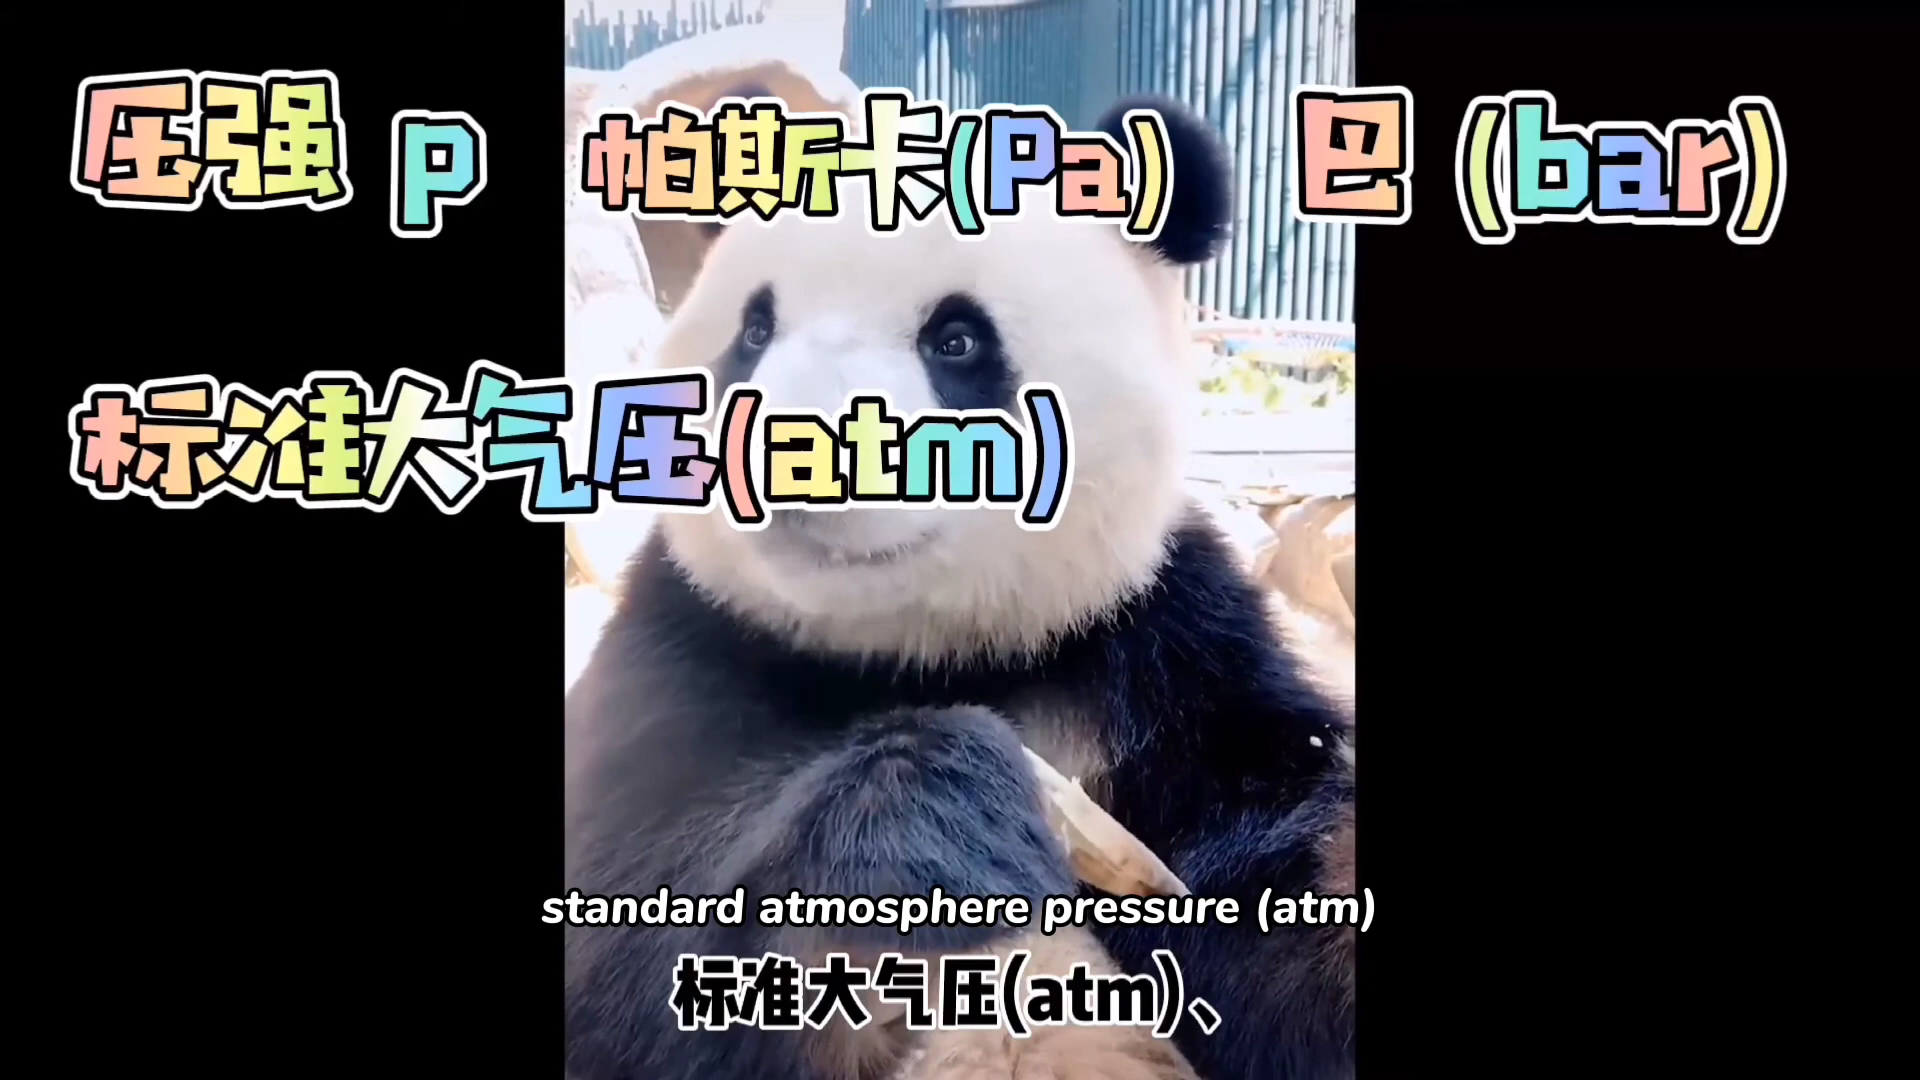 压强 p 帕斯卡(Pa) 巴 (bar)
标准大气压(atm)
standard atmosphere pressure (atm)
标准大气压(atm)、